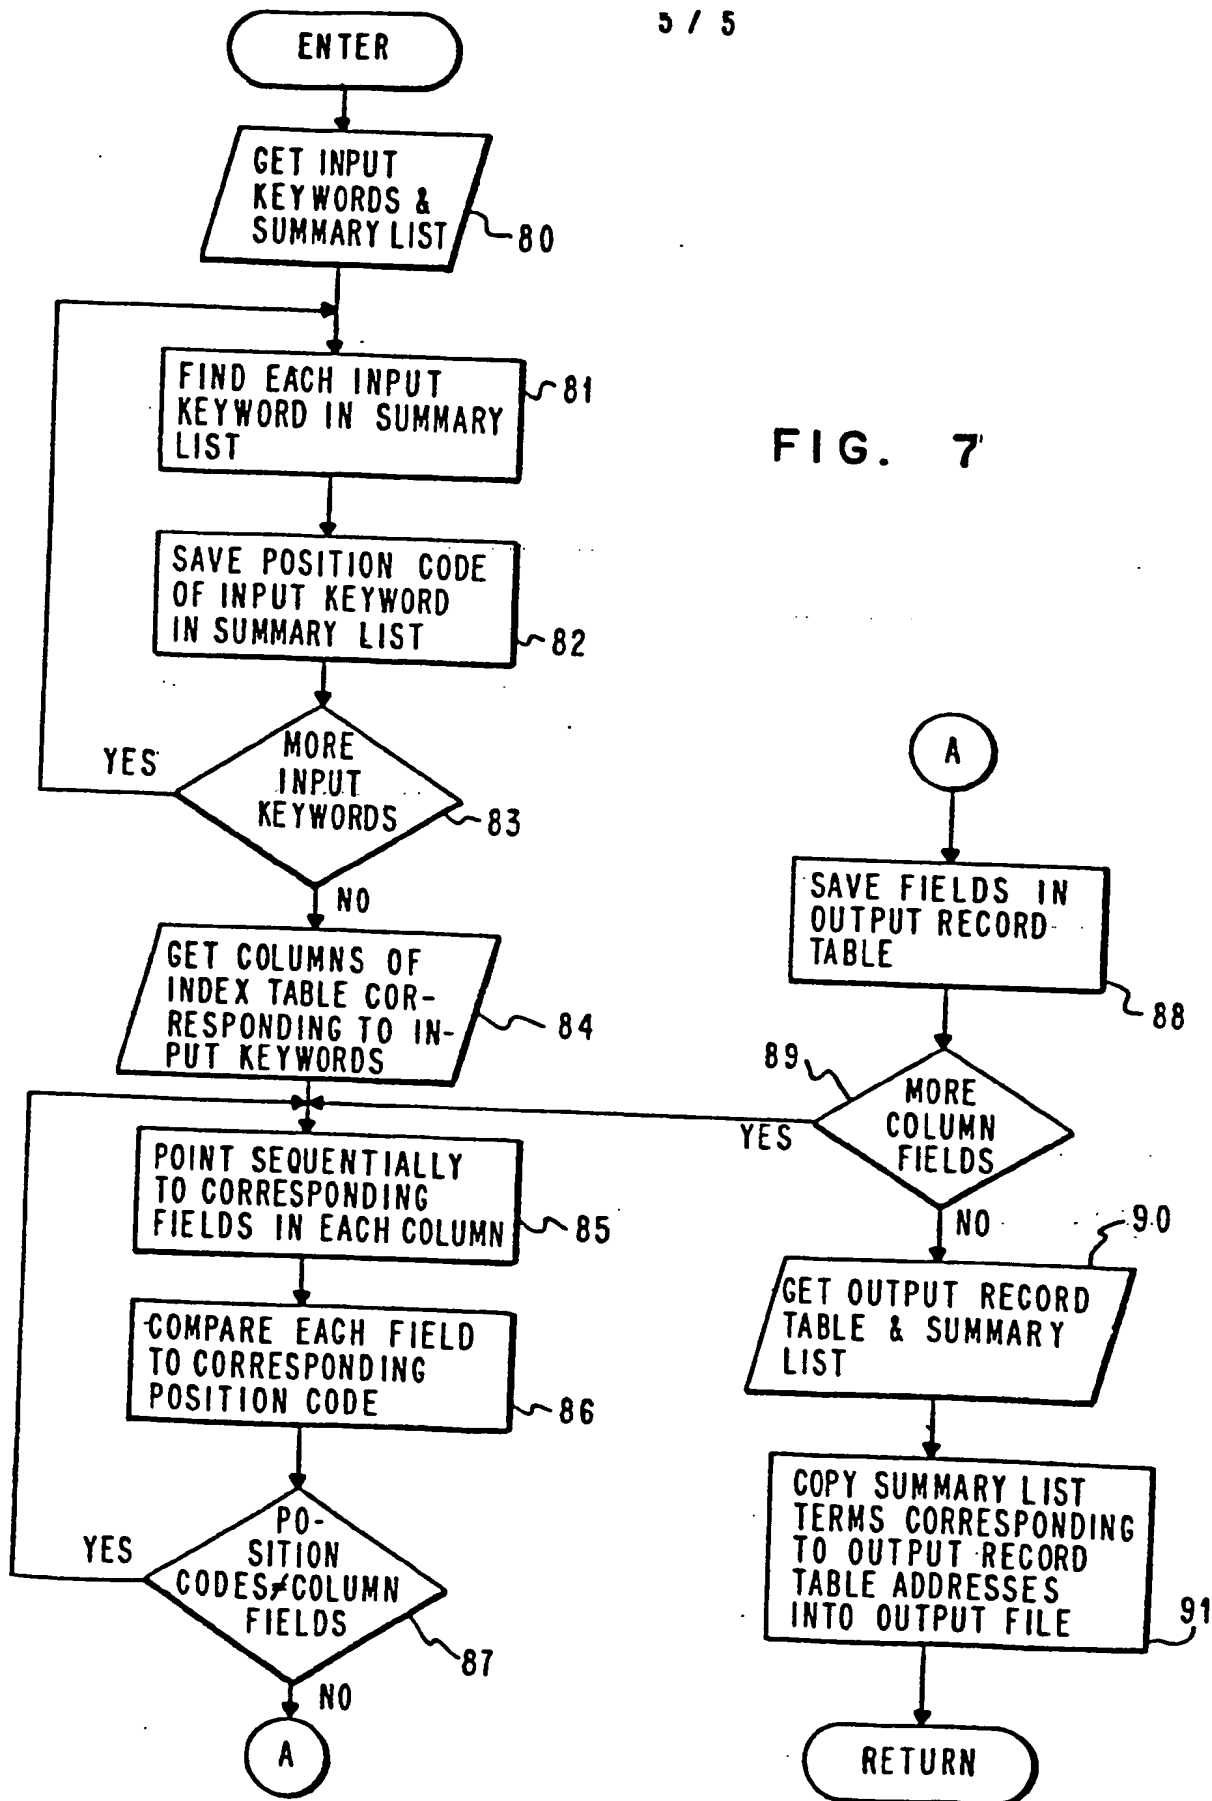 5 / 5
ENTER
GET INPUT
KEYWORDS &
SUMMARY LIST
80
FIND EACH INPUT
KEYWORD IN SUMMARY
LIST
81
FIG. 7
SAVE POSITION CODE
OF INPUT KEYWORD
IN SUMMARY LIST
82
MORE
INPUT
KEYWORDS
83
YES
NO
GET COLUMNS OF
INDEX TABLE COR-
RESPONDING TO IN-
PUT KEYWORDS
84
POINT SEQUENTIALLY
TO CORRESPONDING
FIELDS IN EACH COLUMN
85
COMPARE EACH FIELD
TO CORRESPONDING
POSITION CODE
86
PO-
SITION
CODES≠COLUMN
FIELDS
87
YES
NO
A
A
SAVE FIELDS IN
OUTPUT RECORD
TABLE
88
89
MORE
COLUMN
FIELDS
YES
NO
90
GET OUTPUT RECORD
TABLE & SUMMARY
LIST
COPY SUMMARY LIST
TERMS CORRESPONDING
TO OUTPUT RECORD
TABLE ADDRESSES
INTO OUTPUT FILE
91
RETURN